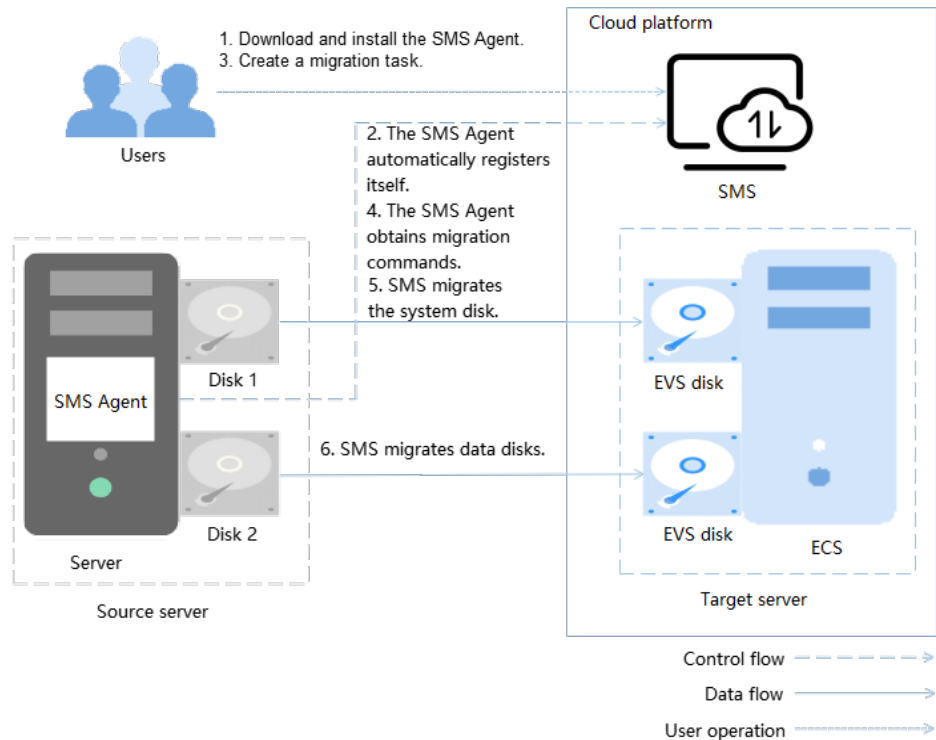 Cloud platform
1. Download and install the SMS Agent.
3. Create a migration task.
Users
2. The SMS Agent
automatically registers
itself.
SMS
4. The SMS Agent
obtains migration
commands.
5. SMS migrates
the system disk.
Disk 1
EVS disk
SMS Agent
6. SMS migrates data disks.
Disk 2
EVS disk
Server
ECS
Source server
Target server
Control flow
Data flow
User operation